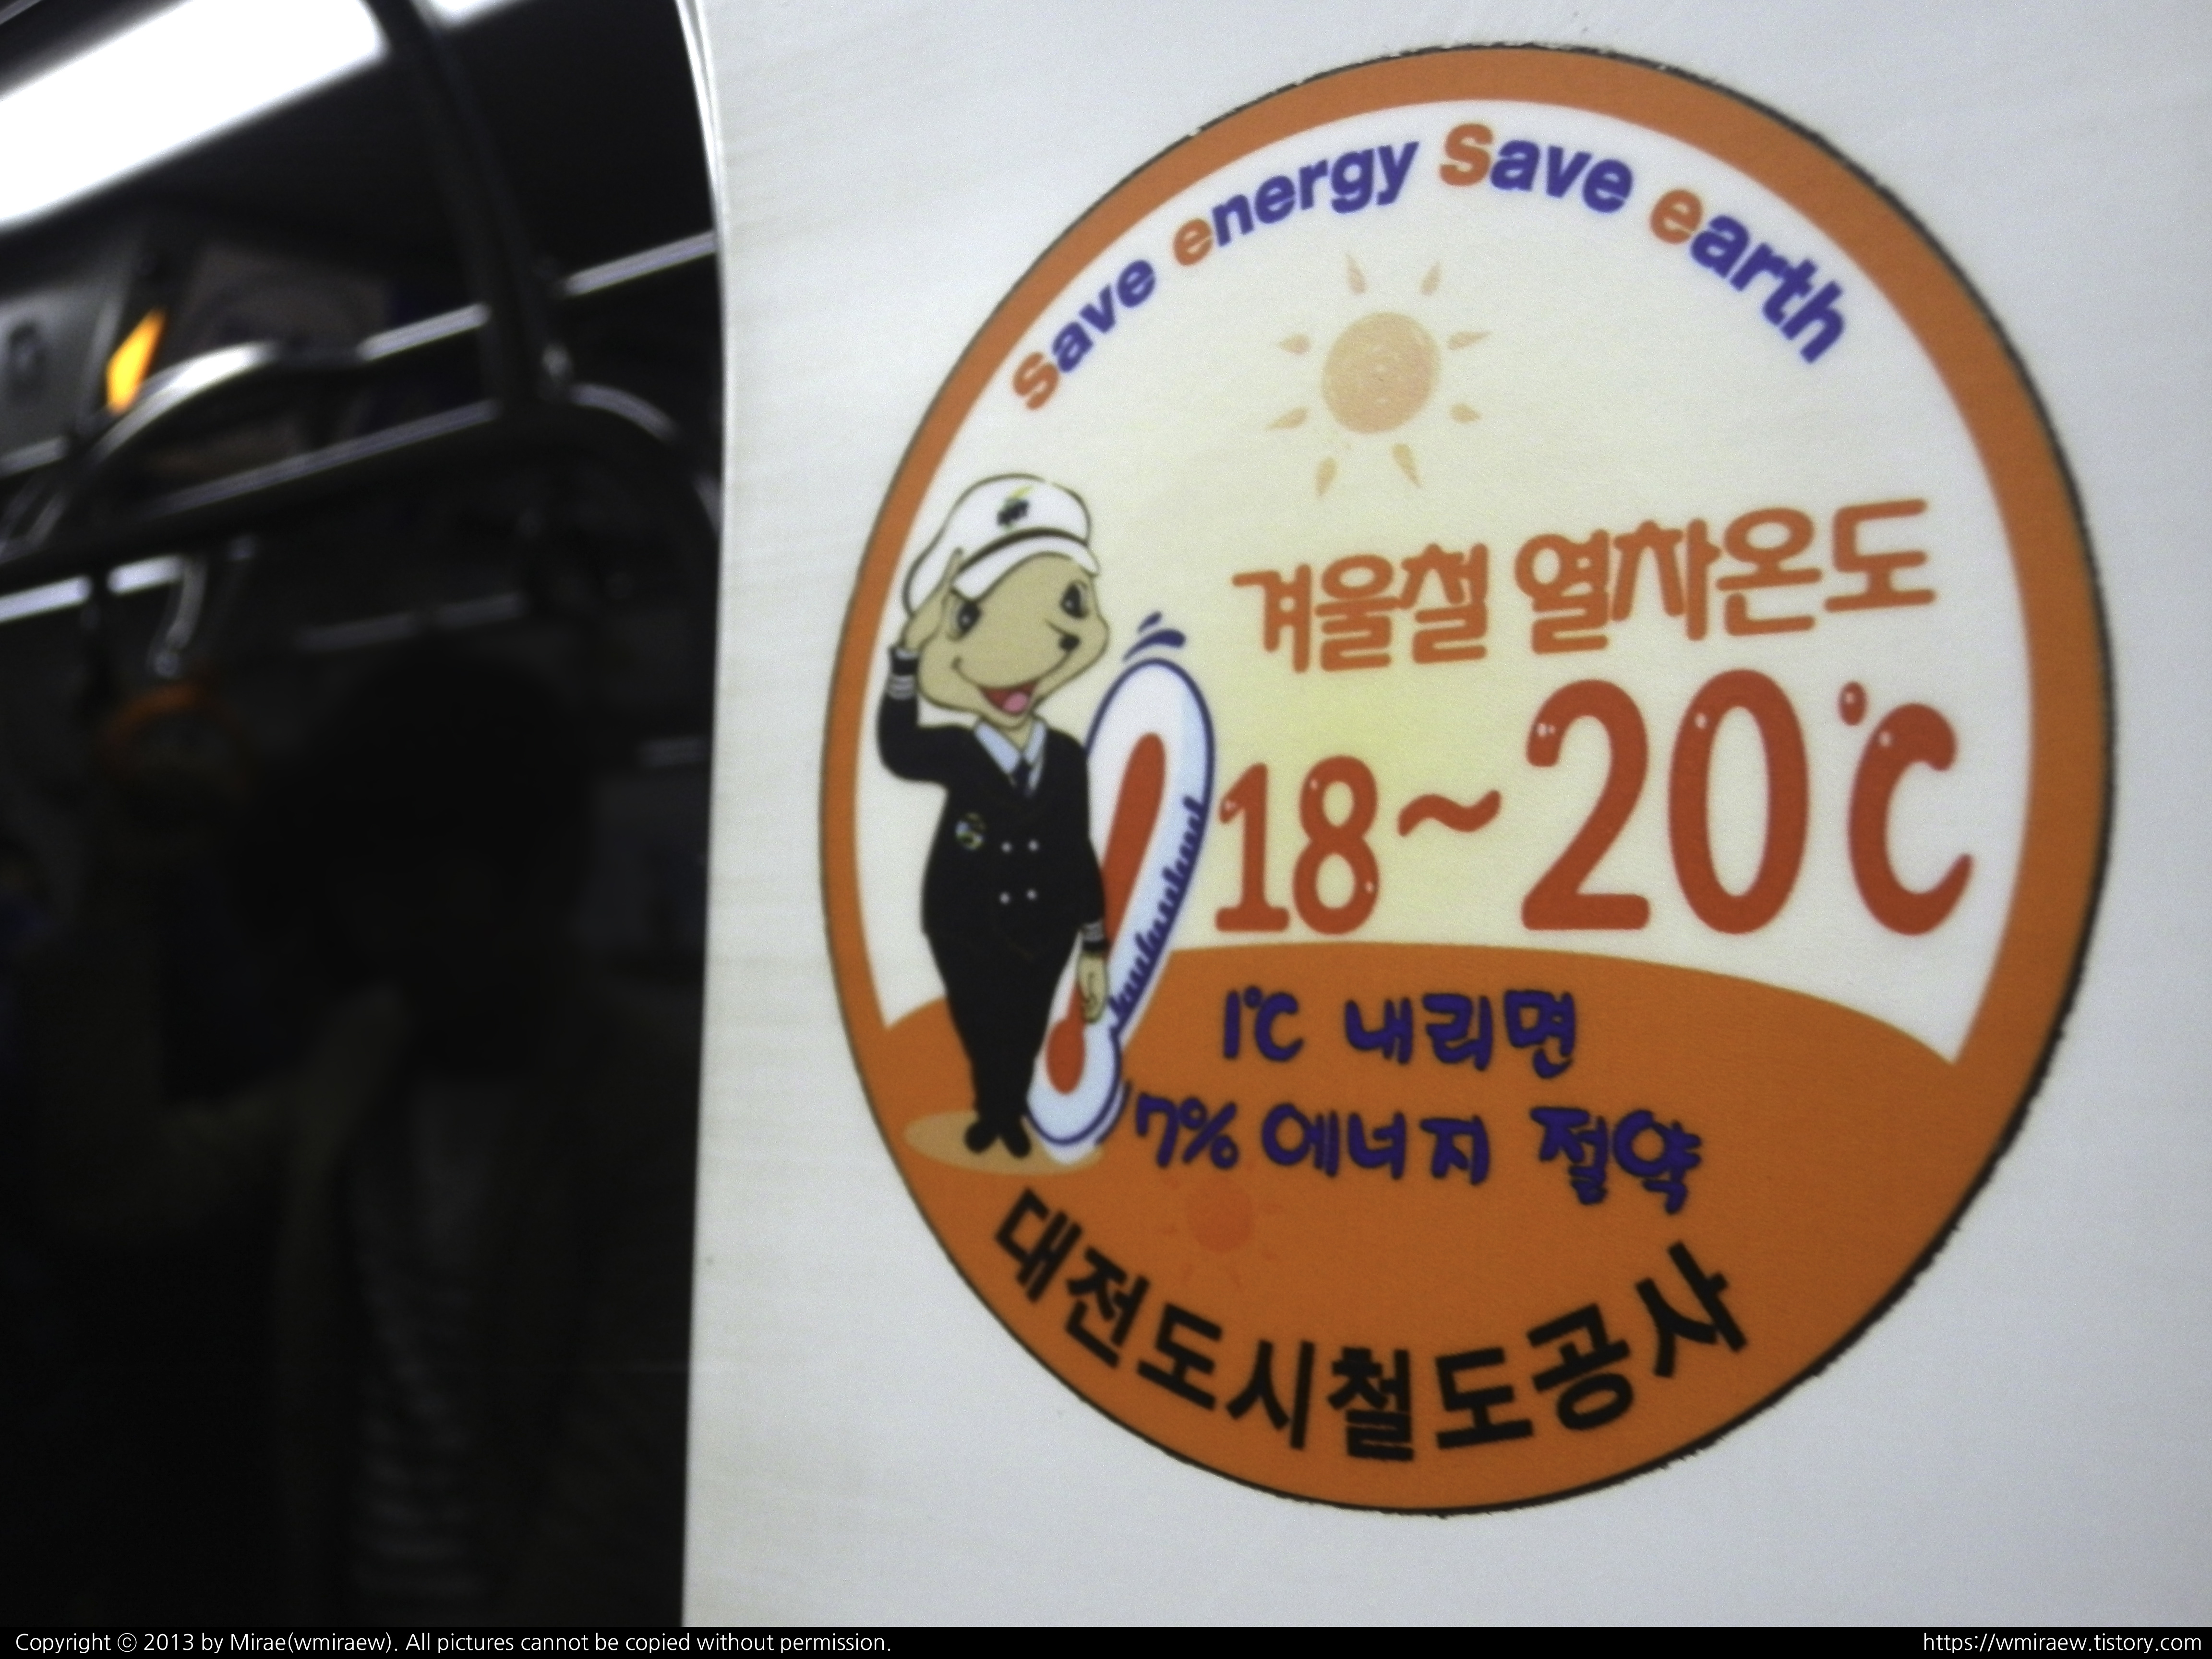 save energy save earth
겨울철 열차온도
18~20℃
1℃ 내리면
7% 에너지 절약
대전도시철도공사
Copyright ⓒ 2013 by Mirae(wmiraew). All pictures cannot be copied without permission.
https://wmiraew.tistory.com